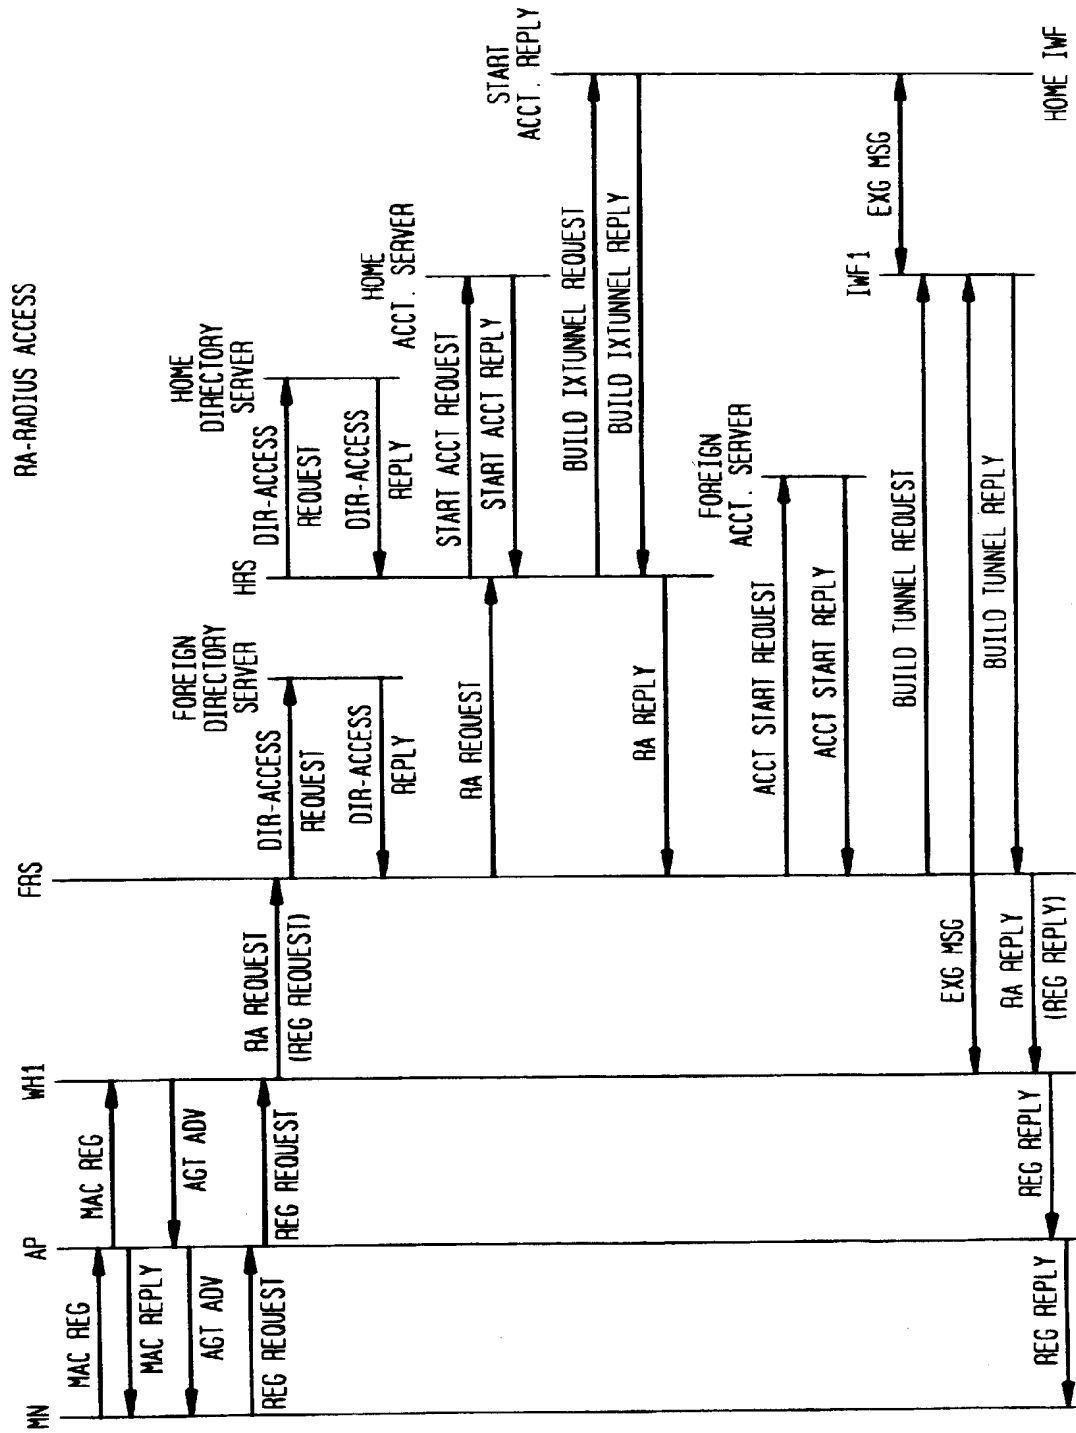 RA-RADIUS ACCESS
MN
AP
WH1
FRS
FOREIGN
DIRECTORY
SERVER
HRS
HOME
DIRECTORY
SERVER
HOME
ACCT. SERVER
START
ACCT. REPLY
MAC REG
MAC REG
MAC REPLY
AGT ADV
AGT ADV
REG REQUEST
REG REQUEST
RA REQUEST
(REG REQUEST)
DIR-ACCESS
REQUEST
DIR-ACCESS
REPLY
DIR-ACCESS
REQUEST
DIR-ACCESS
REPLY
RA REQUEST
START ACCT REQUEST
START ACCT REPLY
BUILD IXTUNNEL REQUEST
BUILD IXTUNNEL REPLY
RA REPLY
FOREIGN
ACCT. SERVER
ACCT START REQUEST
ACCT START REPLY
IWF1
EXG MSG
BUILD TUNNEL REQUEST
EXG MSG
BUILD TUNNEL REPLY
RA REPLY
(REG REPLY)
REG REPLY
REG REPLY
HOME IWF